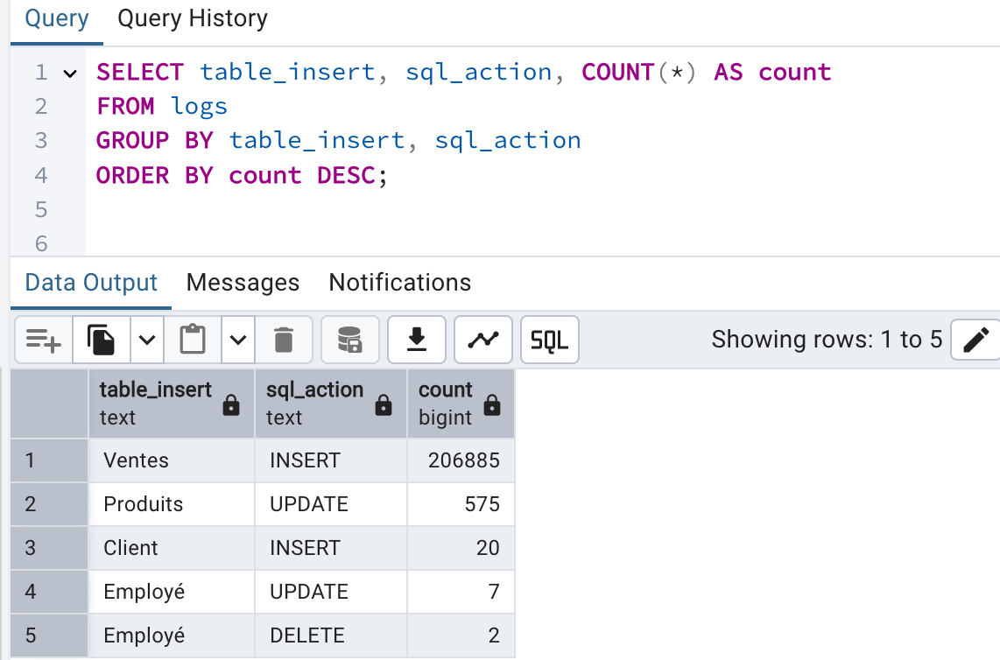 Query Query History
1 SELECT table_insert, sql_action, COUNT(*) AS count
2 FROM logs
3 GROUP BY table_insert, sql_action
4 ORDER BY count DESC;
5
6
Data Output Messages Notifications
SQL Showing rows: 1 to 5
table_insert sql_action count
text text bigint
1 Ventes INSERT 206885
2 Produits UPDATE 575
3 Client INSERT 20
4 Employé UPDATE 7
5 Employé DELETE 2